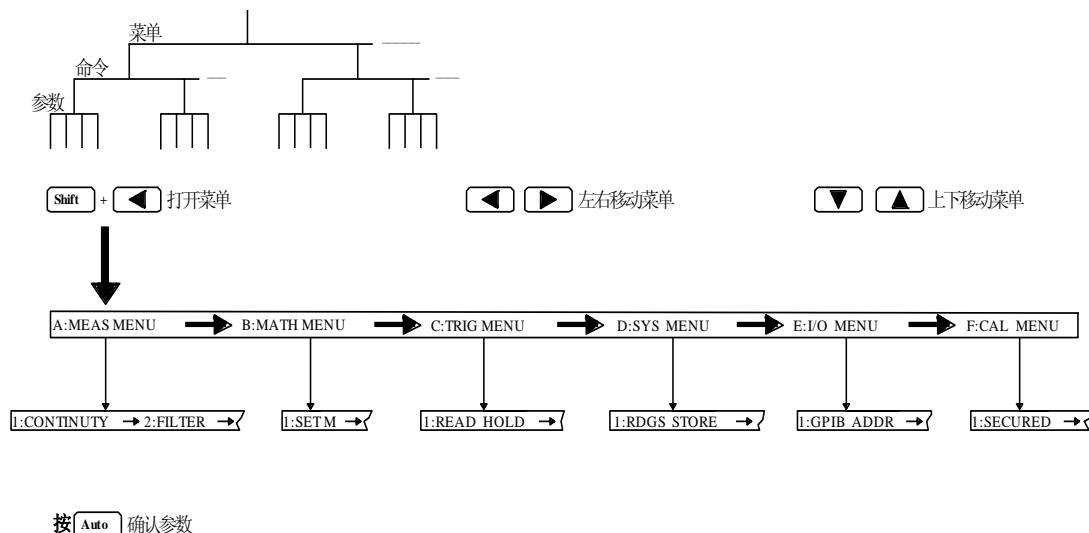 菜单
命令
参数
Shift + 打开菜单 左右移动菜单 上下移动菜单
A:MEAS MENU B:MATH MENU C:TRIG MENU D:SYS MENU E:I/O MENU F:CAL MENU
1:CONTINUTY 2:FILTER 1:SET M 1:READ HOLD 1:RDGS STORE 1:GPIB ADDR 1:SECURED
按 Auto 确认参数